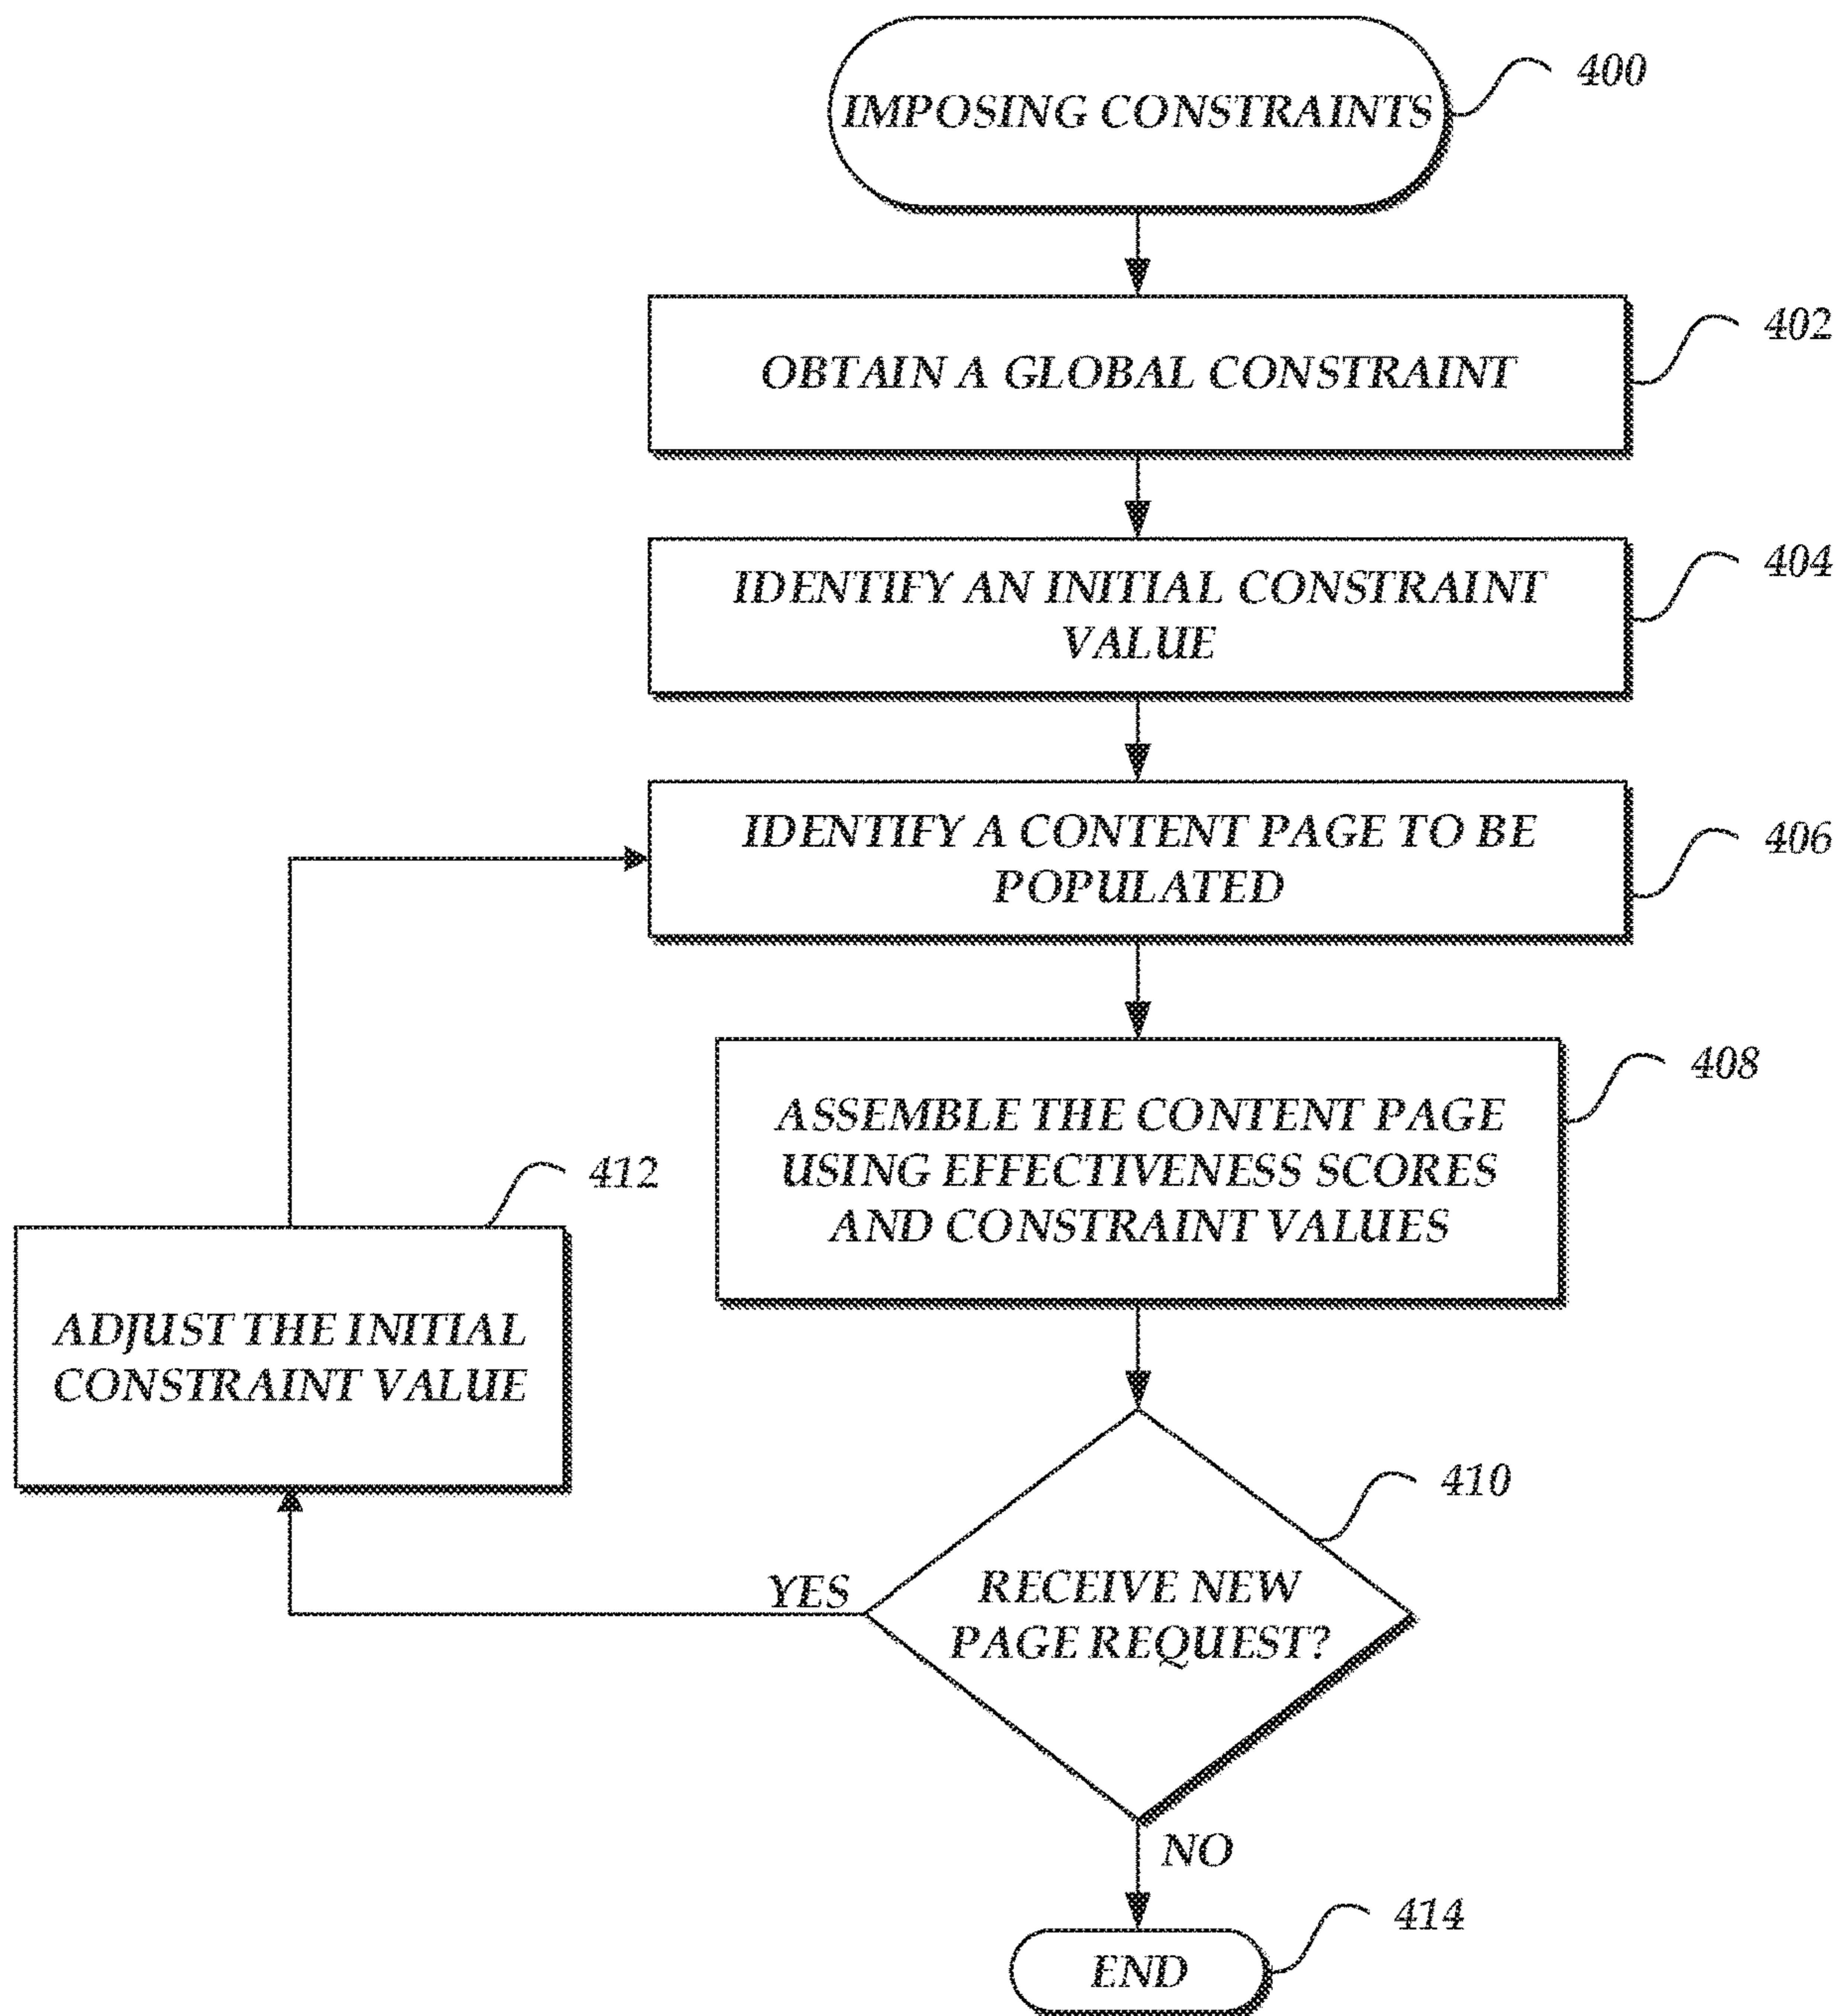 IMPOSING CONSTRAINTS
400
OBTAIN A GLOBAL CONSTRAINT
402
IDENTIFY AN INITIAL CONSTRAINT
VALUE
404
IDENTIFY A CONTENT PAGE TO BE
POPULATED
406
ASSEMBLE THE CONTENT PAGE
USING EFFECTIVENESS SCORES
AND CONSTRAINT VALUES
408
412
ADJUST THE INITIAL
CONSTRAINT VALUE
410
YES
RECEIVE NEW
PAGE REQUEST?
NO
414
END